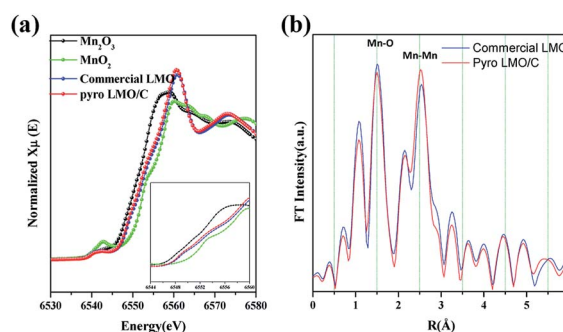 (a)
Mn₂O₃
MnO₂
Commercial LMO
pyro LMO/C
Normalized Xμ (E)
6544 6548 6552 6556 6560
6530 6540 6550 6560 6570 6580
Energy(eV)
(b)
Mn-O
Mn-Mn
Commercial LMO
Pyro LMO/C
FT Intensity(a.u.)
0 1 2 3 4 5
R(Å)